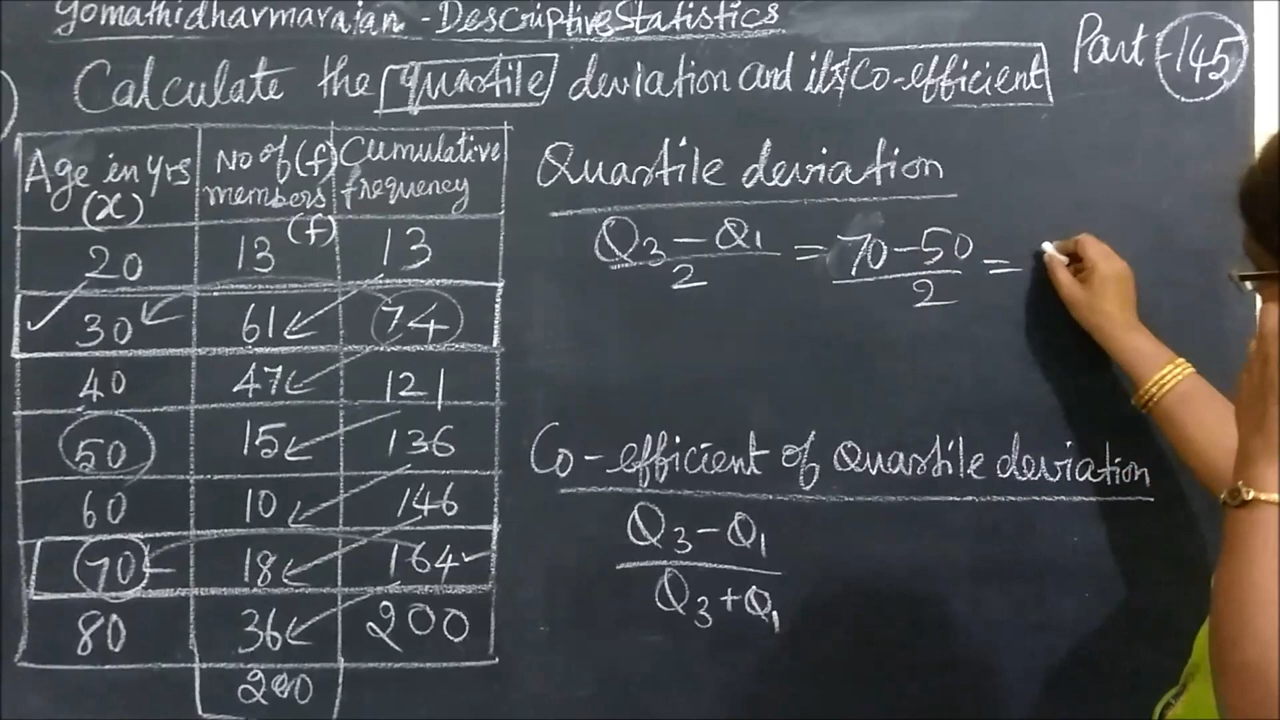 Gomathidharmarajan - Descriptive Statistics
Part - 145
Calculate the quartile deviation and its Co-efficient
Age in yrs (x) No of (f) members (f) Cumulative frequency
20 13 13
30 61 74
40 47 121
50 15 136
60 10 146
70 18 164
80 36 200
200
Quartile deviation
Q3 - Q1 / 2 = 70 - 50 / 2 =
Co-efficient of Quartile deviation
Q3 - Q1
Q3 + Q1